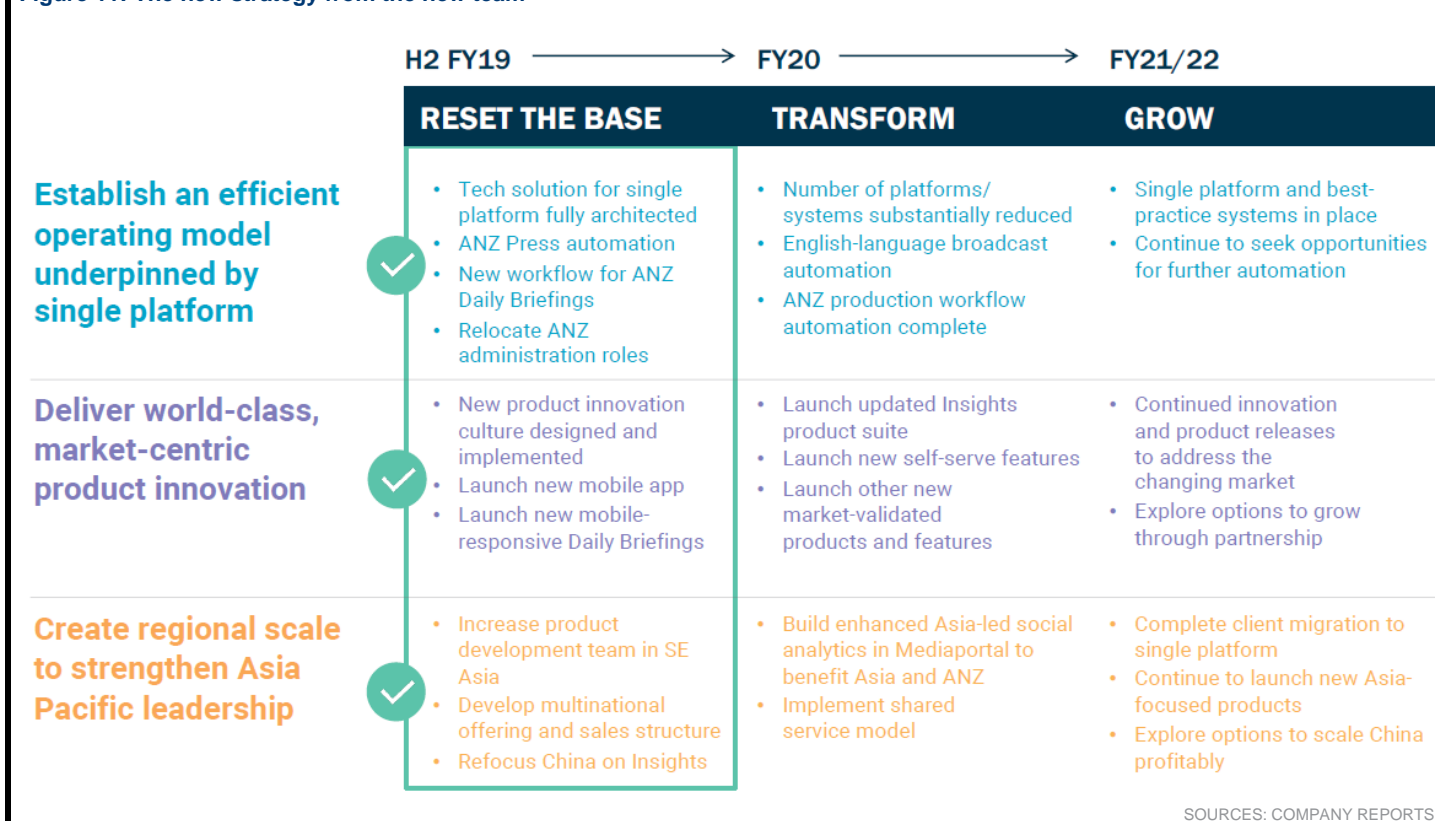 H2 FY19 FY20 FY21/22
RESET THE BASE TRANSFORM GROW
Establish an efficient
operating model
underpinned by
single platform
• Tech solution for single
platform fully architected
• ANZ Press automation
• New workflow for ANZ
Daily Briefings
• Relocate ANZ
administration roles
• Number of platforms/
systems substantially reduced
• English-language broadcast
automation
• ANZ production workflow
automation complete
• Single platform and best-
practice systems in place
• Continue to seek opportunities
for further automation
Deliver world-class,
market-centric
product innovation
• New product innovation
culture designed and
implemented
• Launch new mobile app
• Launch new mobile-
responsive Daily Briefings
• Launch updated Insights
product suite
• Launch new self-serve features
• Launch other new
market-validated
products and features
• Continued innovation
and product releases
to address the
changing market
• Explore options to grow
through partnership
Create regional scale
to strengthen Asia
Pacific leadership
• Increase product
development team in SE
Asia
• Develop multinational
offering and sales structure
• Refocus China on Insights
• Build enhanced Asia-led social
analytics in Mediaportal to
benefit Asia and ANZ
• Implement shared
service model
• Complete client migration to
single platform
• Continue to launch new Asia-
focused products
• Explore options to scale China
profitably
SOURCES: COMPANY REPORTS